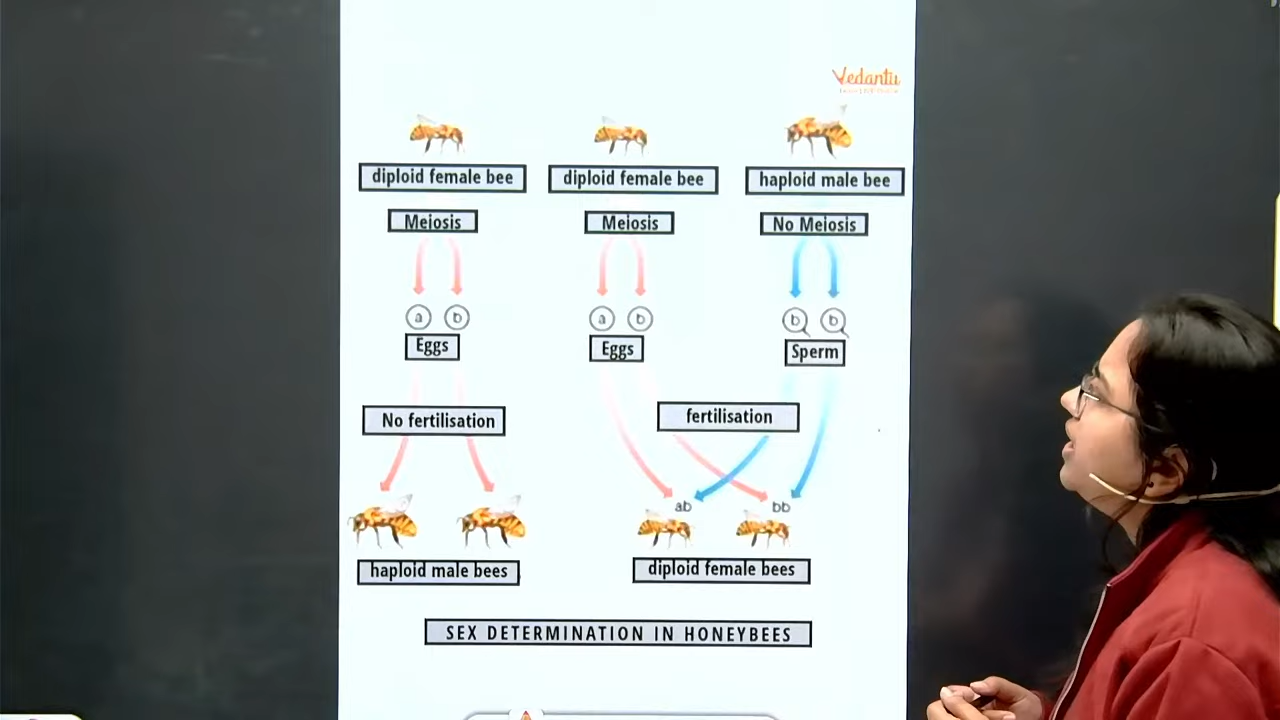 Vedantu
diploid female bee
diploid female bee
haploid male bee
Meiosis
Meiosis
No Meiosis
a b
a b
b b
Eggs
Eggs
Sperm
No fertilisation
fertilisation
ab
bb
haploid male bees
diploid female bees
SEX DETERMINATION IN HONEYBEES